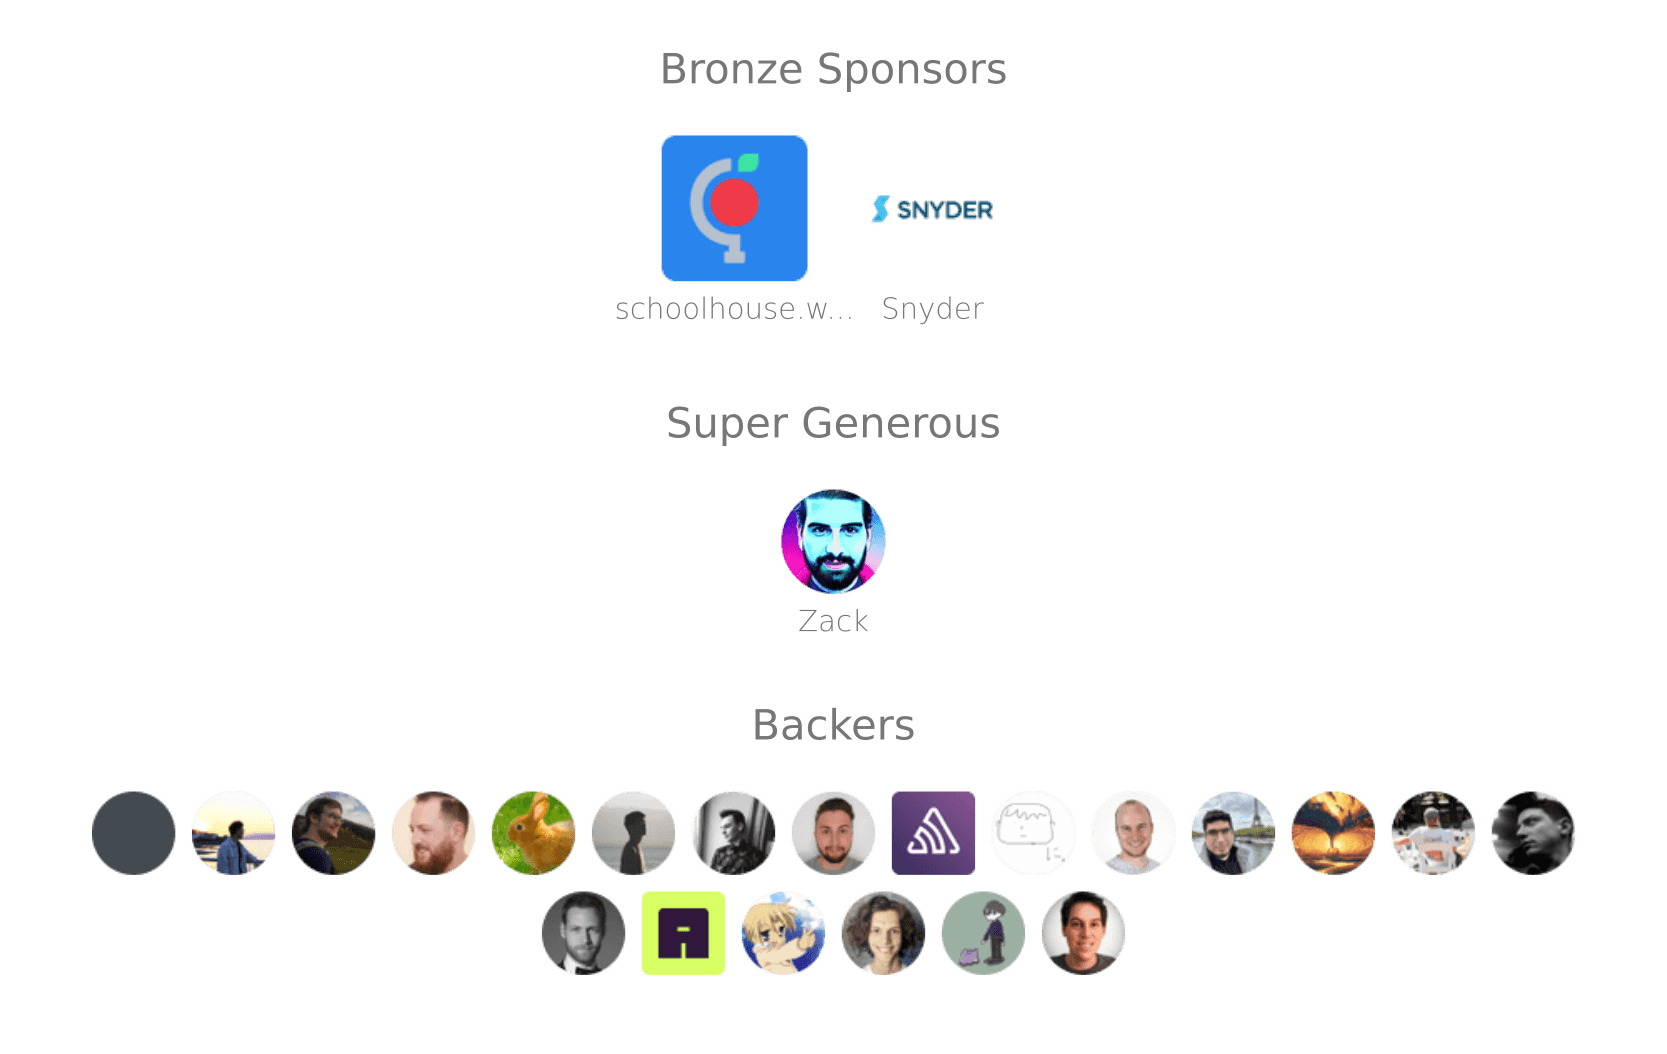 Bronze Sponsors
SNYDER
schoolhouse.w... Snyder
Super Generous
Zack
Backers